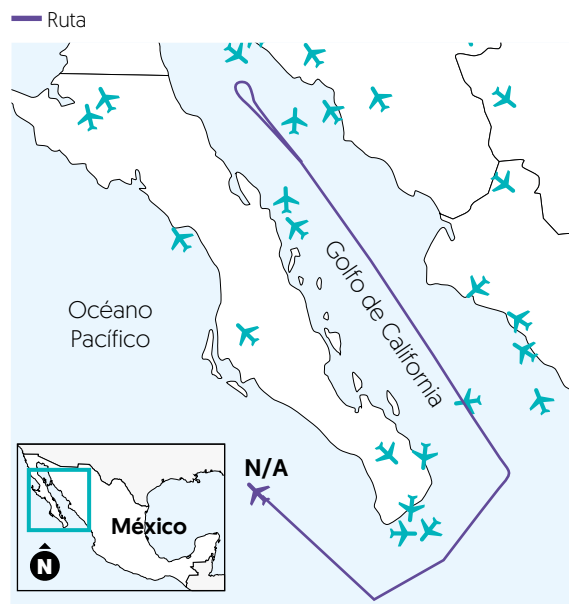 Ruta
Océano
Pacífico
Golfo de California
N/A
México
N